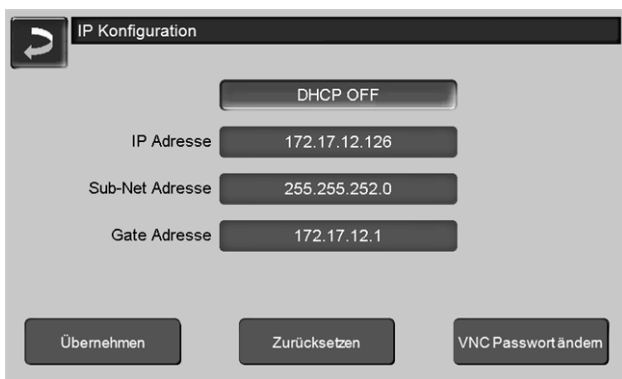 IP Konfiguration
DHCP OFF
IP Adresse 172.17.12.126
Sub-Net Adresse 255.255.252.0
Gate Adresse 172.17.12.1
Übernehmen Zurücksetzen VNC Passwort ändern